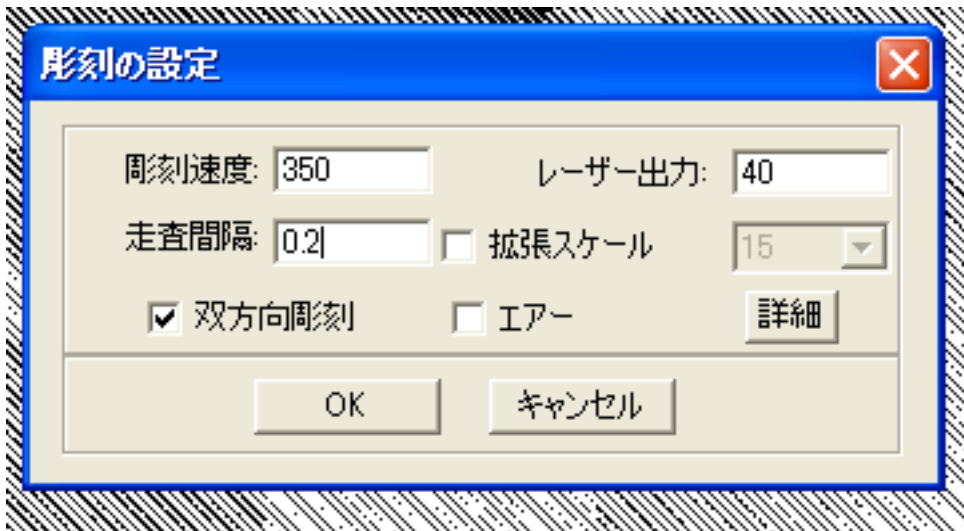 彫刻の設定
彫刻速度: 350 レーザー出力: 40
走査間隔: 0.2 拡張スケール 15
双方向彫刻 エアー 詳細
OK キャンセル